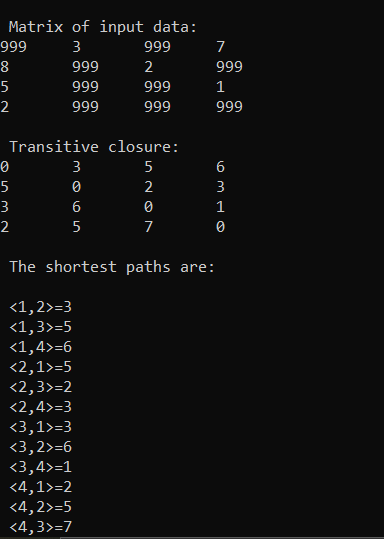 Matrix of input data:
999 3 999 7
8 999 2 999
5 999 999 1
2 999 999 999
Transitive closure:
0 3 5 6
5 0 2 3
3 6 0 1
2 5 7 0
The shortest paths are:
<1,2>=3
<1,3>=5
<1,4>=6
<2,1>=5
<2,3>=2
<2,4>=3
<3,1>=3
<3,2>=6
<3,4>=1
<4,1>=2
<4,2>=5
<4,3>=7